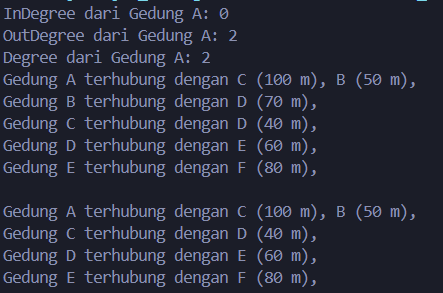 InDegree dari Gedung A: 0
OutDegree dari Gedung A: 2
Degree dari Gedung A: 2
Gedung A terhubung dengan C (100 m), B (50 m),
Gedung B terhubung dengan D (70 m),
Gedung C terhubung dengan D (40 m),
Gedung D terhubung dengan E (60 m),
Gedung E terhubung dengan F (80 m),

Gedung A terhubung dengan C (100 m), B (50 m),
Gedung C terhubung dengan D (40 m),
Gedung D terhubung dengan E (60 m),
Gedung E terhubung dengan F (80 m),